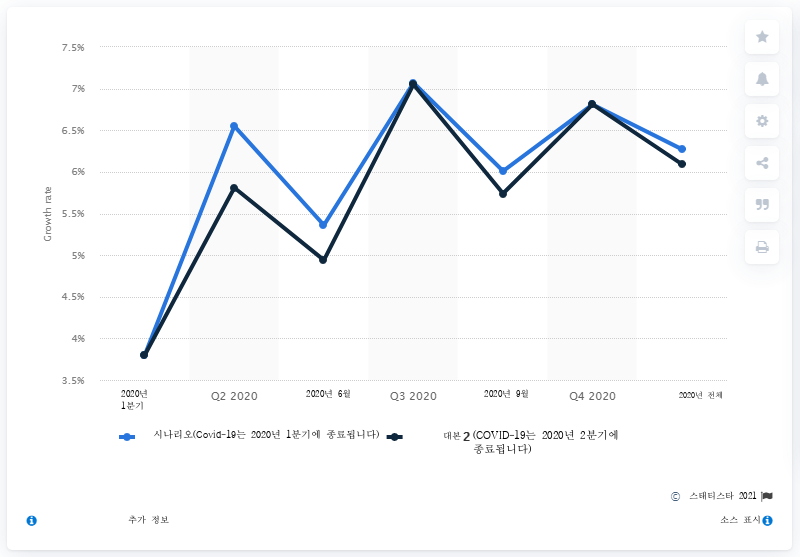 7.5%
7%
6.5%
6%
5.5%
5%
4.5%
4%
3.5%
Growth rate
2020년
1분기
Q2 2020
2020년 6월
Q3 2020
2020년 9월
Q4 2020
2020년 전체
시나리오(Covid-19는 2020년 1분기에 종료됩니다)
대본 2 (COVID-19는 2020년 2분기에
종료됩니다)
© 스태티스타 2021
추가 정보
소스 표시